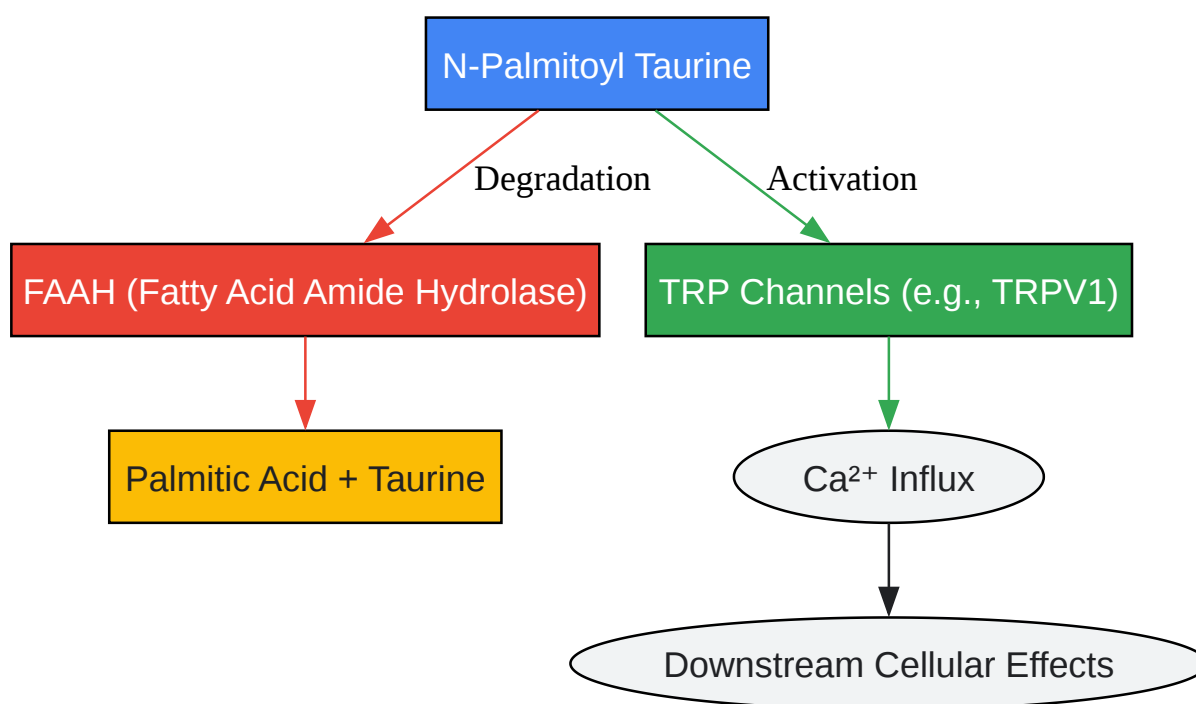 N-Palmitoyl Taurine
Degradation
Activation
FAAH (Fatty Acid Amide Hydrolase)
TRP Channels (e.g., TRPV1)
Palmitic Acid + Taurine
Ca²⁺ Influx
Downstream Cellular Effects